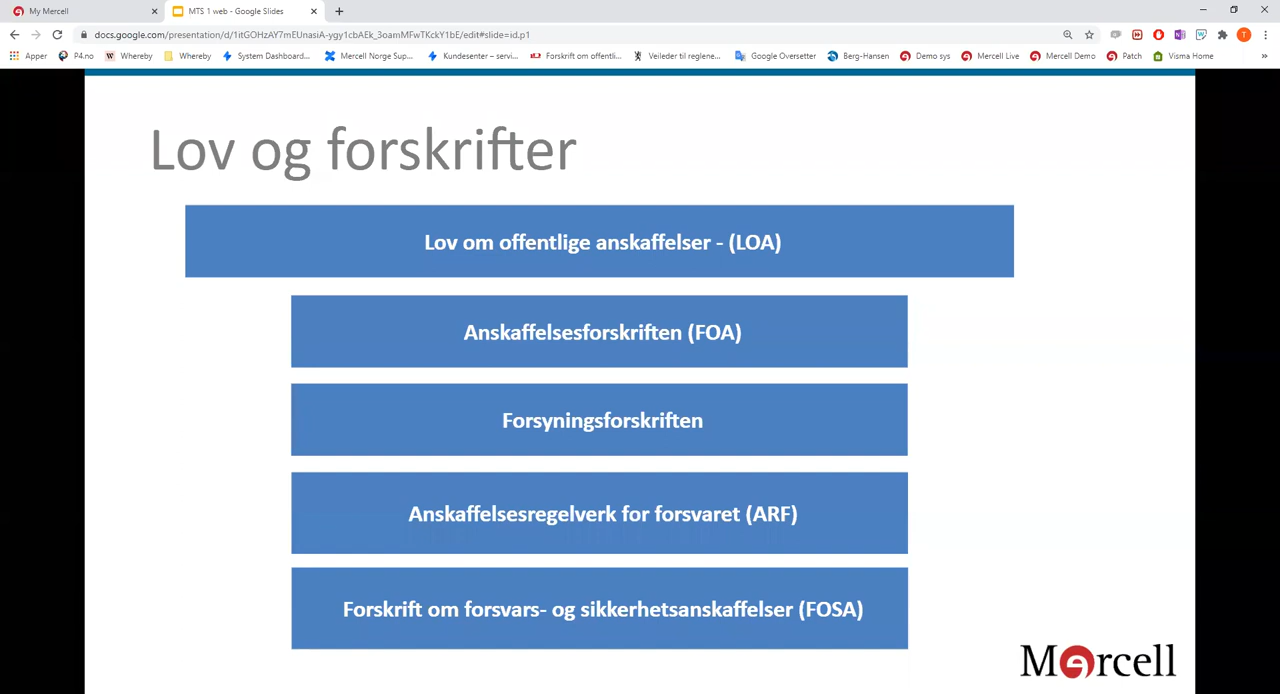 My Mercell
MTS 1 web - Google Slides
docs.google.com/presentation/d/1itGOHzAY7mEUnasiA-ygy1cbAEk_3oamMFwTKckY1bE/edit#slide=id.p1
T
Apper P4.no Whereby Whereby System Dashboard... Mercell Norge Sup... Kundesenter – servi... Forskrift om offentli... Veileder til reglene... Google Oversetter Berg-Hansen Demo sys Mercell Live Mercell Demo Patch Visma Home »
Lov og forskrifter
Lov om offentlige anskaffelser - (LOA)
Anskaffelsesforskriften (FOA)
Forsyningsforskriften
Anskaffelsesregelverk for forsvaret (ARF)
Forskrift om forsvars- og sikkerhetsanskaffelser (FOSA)
Mercell